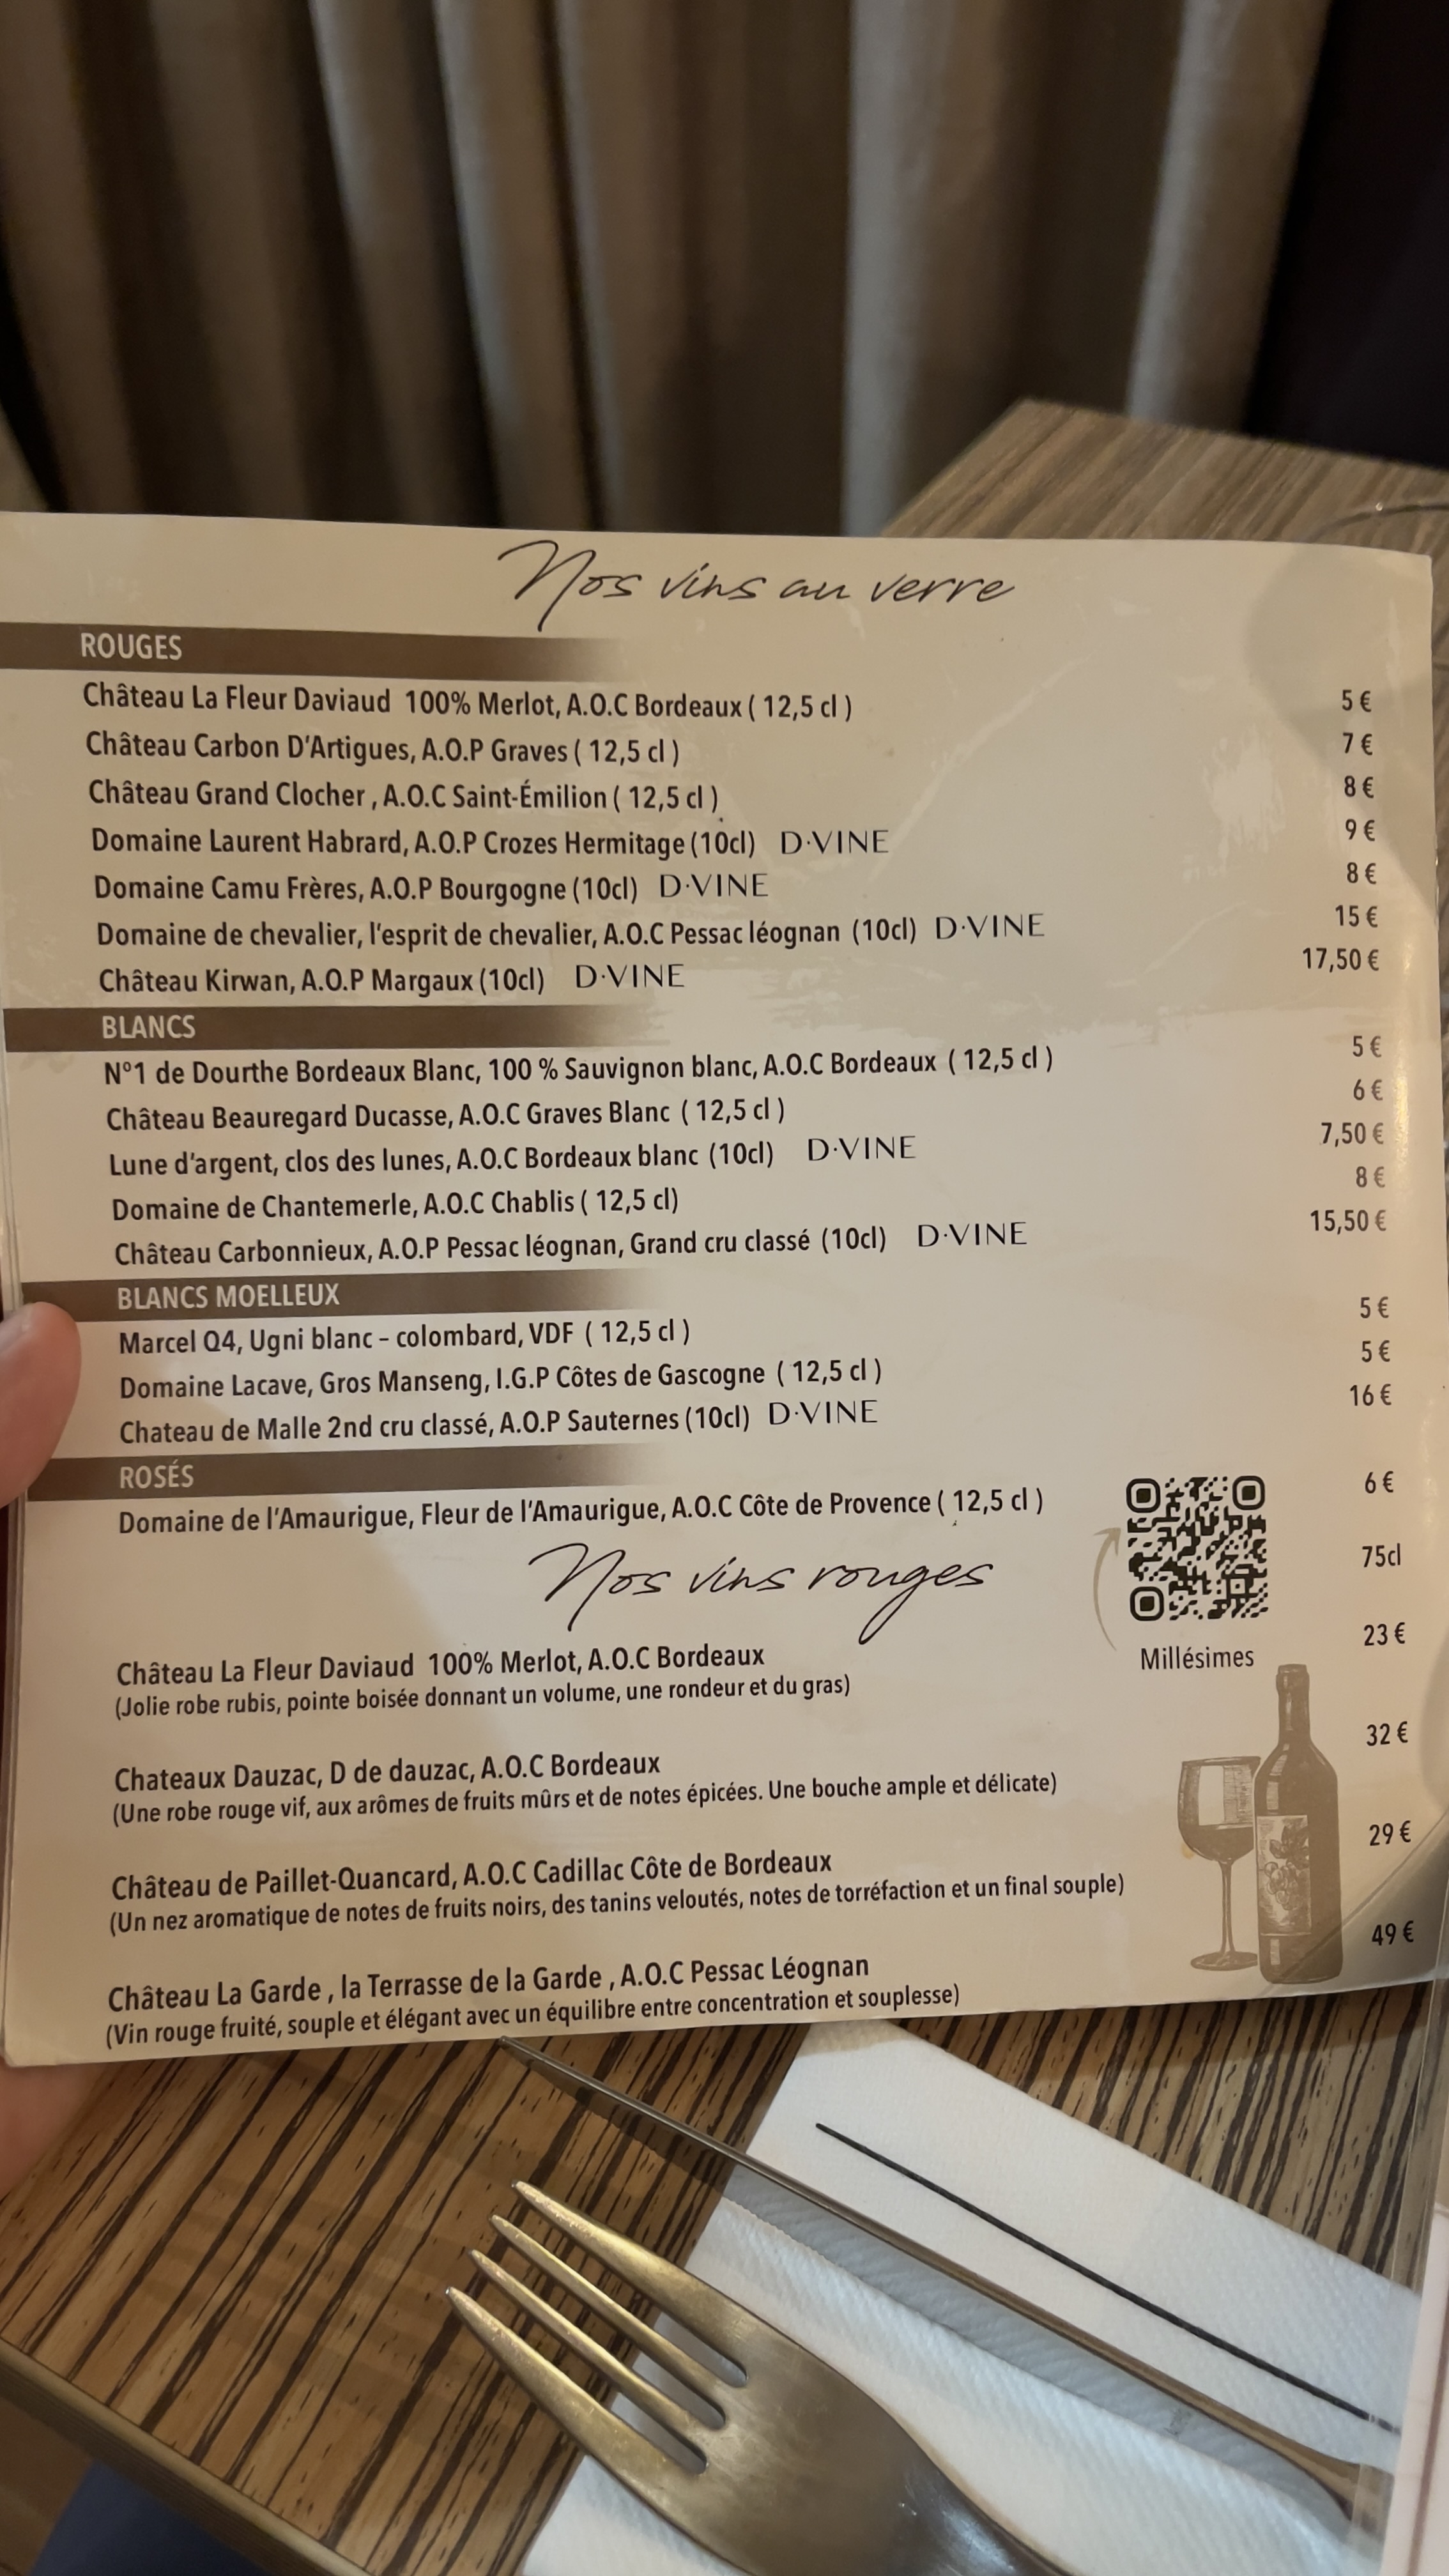 Nos vins au verre
ROUGES
Château La Fleur Daviaud 100% Merlot, A.O.C Bordeaux ( 12,5 cl ) 5 €
Château Carbon D'Artigues, A.O.P Graves ( 12,5 cl ) 7 €
Château Grand Clocher , A.O.C Saint-Émilion ( 12,5 cl ) 8 €
Domaine Laurent Habrard, A.O.P Crozes Hermitage (10cl) D·VINE 9 €
Domaine Camu Frères, A.O.P Bourgogne (10cl) D·VINE 8 €
Domaine de chevalier, l'esprit de chevalier, A.O.C Pessac léognan (10cl) D·VINE 15 €
Château Kirwan, A.O.P Margaux (10cl) D·VINE 17,50 €
BLANCS
N°1 de Dourthe Bordeaux Blanc, 100 % Sauvignon blanc, A.O.C Bordeaux ( 12,5 cl ) 5 €
Château Beauregard Ducasse, A.O.C Graves Blanc ( 12,5 cl ) 6 €
Lune d'argent, clos des lunes, A.O.C Bordeaux blanc (10cl) D·VINE 7,50 €
Domaine de Chantemerle, A.O.C Chablis ( 12,5 cl) 8 €
Château Carbonnieux, A.O.P Pessac léognan, Grand cru classé (10cl) D·VINE 15,50 €
BLANCS MOELLEUX
Marcel Q4, Ugni blanc – colombard, VDF ( 12,5 cl ) 5 €
Domaine Lacave, Gros Manseng, I.G.P Côtes de Gascogne ( 12,5 cl ) 5 €
Chateau de Malle 2nd cru classé, A.O.P Sauternes (10cl) D·VINE 16 €
ROSÉS
Domaine de l'Amaurigue, Fleur de l'Amaurigue, A.O.C Côte de Provence ( 12,5 cl ) 6 €
Nos vins rouges 75cl
Millésimes
Château La Fleur Daviaud 100% Merlot, A.O.C Bordeaux 23 €
(Jolie robe rubis, pointe boisée donnant un volume, une rondeur et du gras)
Chateaux Dauzac, D de dauzac, A.O.C Bordeaux 32 €
(Une robe rouge vif, aux arômes de fruits mûrs et de notes épicées. Une bouche ample et délicate)
Château de Paillet-Quancard, A.O.C Cadillac Côte de Bordeaux 29 €
(Un nez aromatique de notes de fruits noirs, des tanins veloutés, notes de torréfaction et un final souple)
Château La Garde , la Terrasse de la Garde , A.O.C Pessac Léognan 49 €
(Vin rouge fruité, souple et élégant avec un équilibre entre concentration et souplesse)